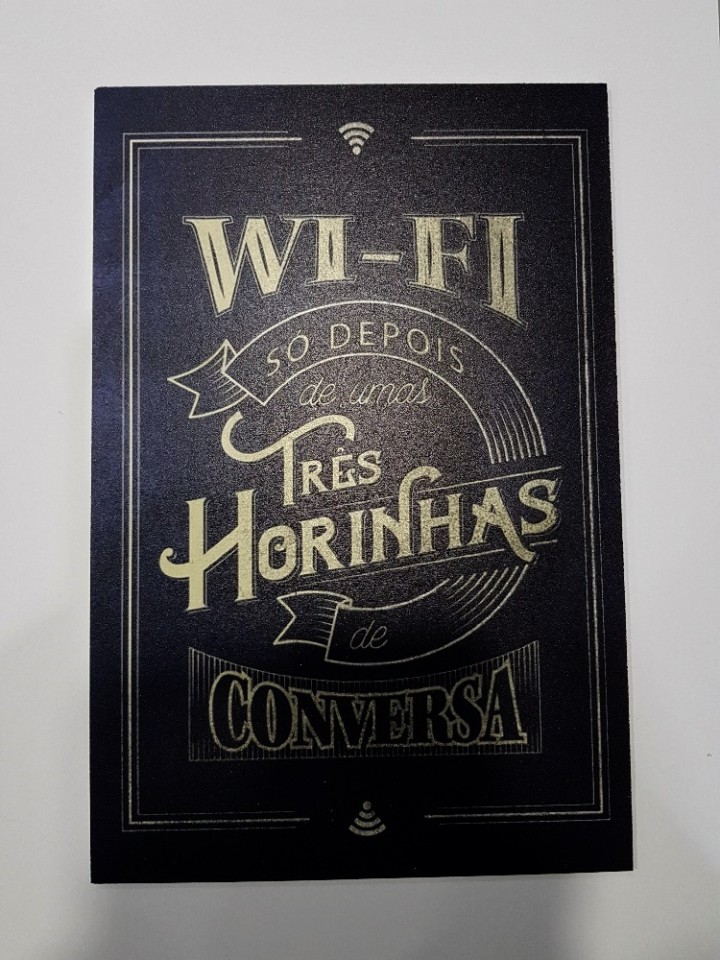 WI-FI
SÓ DEPOIS
de umas
TRÊS
HORINHAS
de
CONVERSA